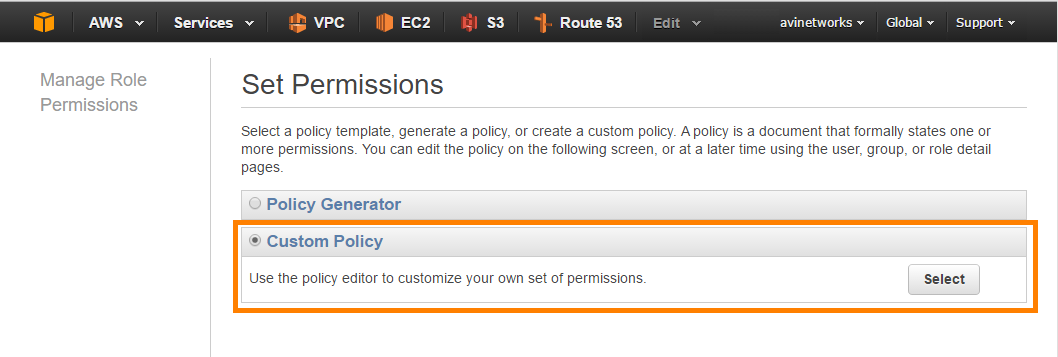 AWS Services VPC EC2 S3 Route 53 Edit avinetworks Global Support
Manage Role
Permissions
Set Permissions
Select a policy template, generate a policy, or create a custom policy. A policy is a document that formally states one or
more permissions. You can edit the policy on the following screen, or at a later time using the user, group, or role detail
pages.
Policy Generator
Custom Policy
Use the policy editor to customize your own set of permissions.
Select